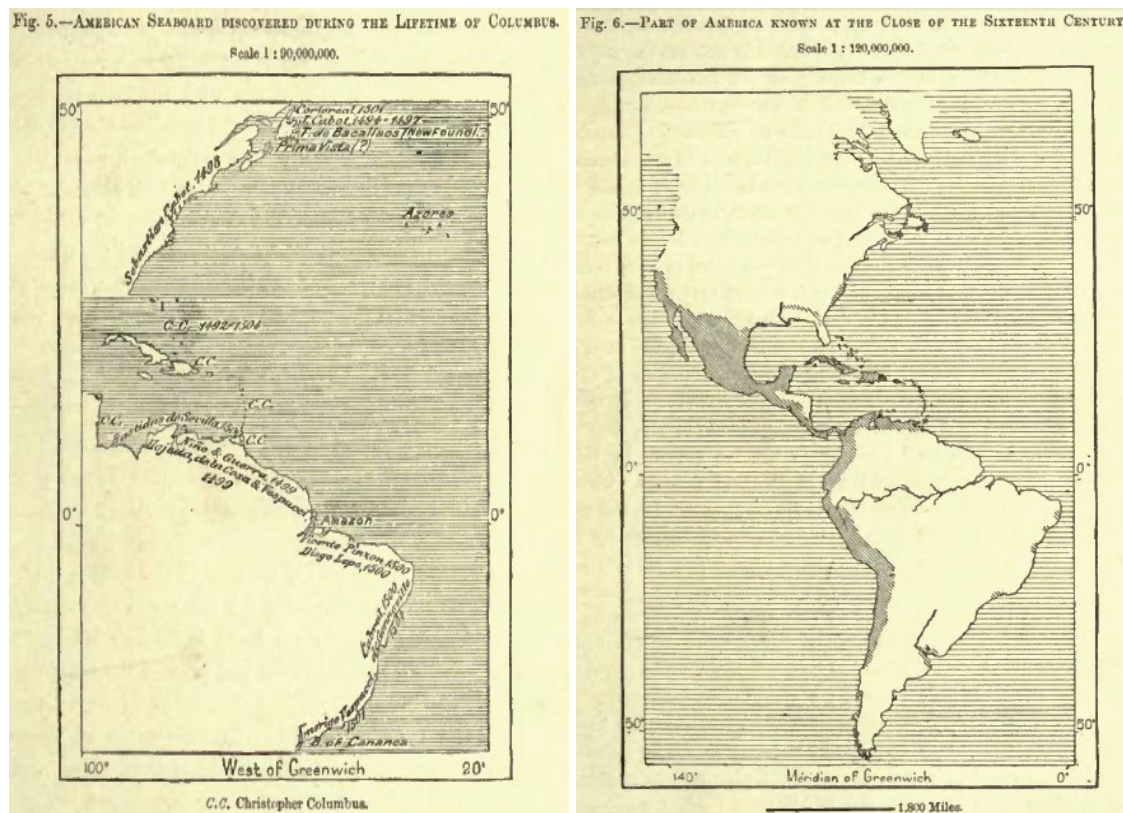 Fig. 5.—American Seaboard discovered during the Lifetime of Columbus.
Scale 1 : 90,000,000.
50°
50°
Cortereal 1501
J. Cabot 1494-1497
T. de Bacallaos (NewFoundl.)
Prima Vista (?)
Sebastian Cabot, 1498
Azores
C.C. 1492-1504
C.C.
C.C.
C.C.
Bastidas de Sevilla
C.C.
Niño & Guerra, 1499
Hojeda, de la Cosa & Vespucci
1499
0°
Amazon
0°
Vicente Pinzon, 1500
Diego Lepe, 1500
Cabral, 1500
Amerigo Vespucci
1501
B. of Cananea
100°
West of Greenwich
20°
C.C. Christopher Columbus.
Fig. 6.—Part of America known at the Close of the Sixteenth Century
Scale 1 : 120,000,000.
50°
50°
0°
0°
50°
50°
140°
Meridian of Greenwich
0°
1,800 Miles.